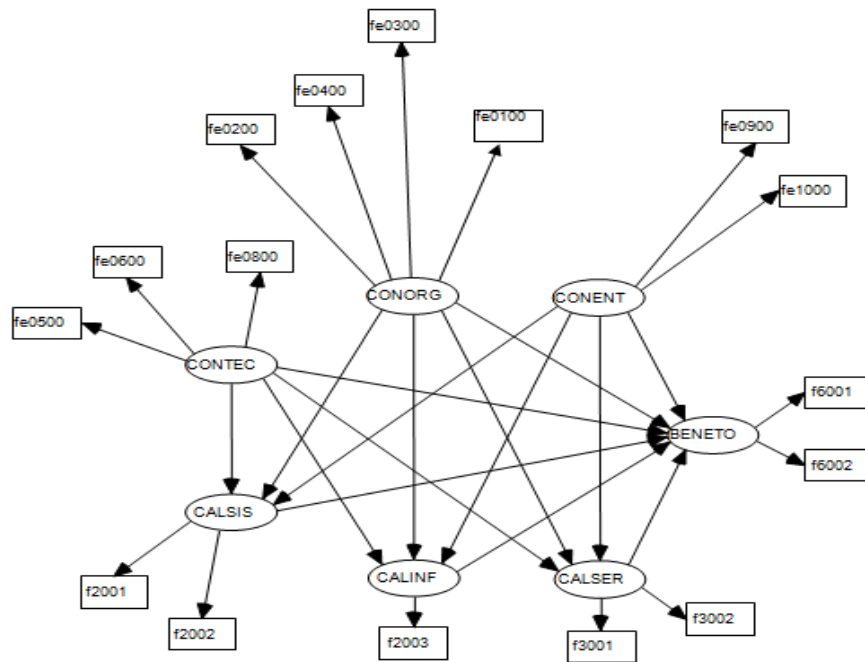 fe0300
fe0400
fe0100
fe0200
fe0900
fe1000
fe0600
fe0800
CONORG
CONENT
fe0500
CONTEC
f6001
BENETO
f6002
CALSIS
CALINF
CALSER
f2001
f3002
f2002
f2003
f3001